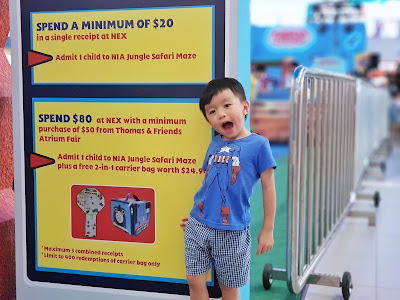 SPEND A MINIMUM OF $20
in a single receipt at NEX
Admit 1 child to NIA Jungle Safari Maze
SPEND $80 at NEX with a minimum
purchase of $50 from Thomas & Friends
Atrium Fair
Admit 1 child to NIA Jungle Safari Maze
plus a free 2-in-1 carrier bag worth $24.9
*Maximum 3 combined receipts
*Limit to 400 redemptions of carrier bag only